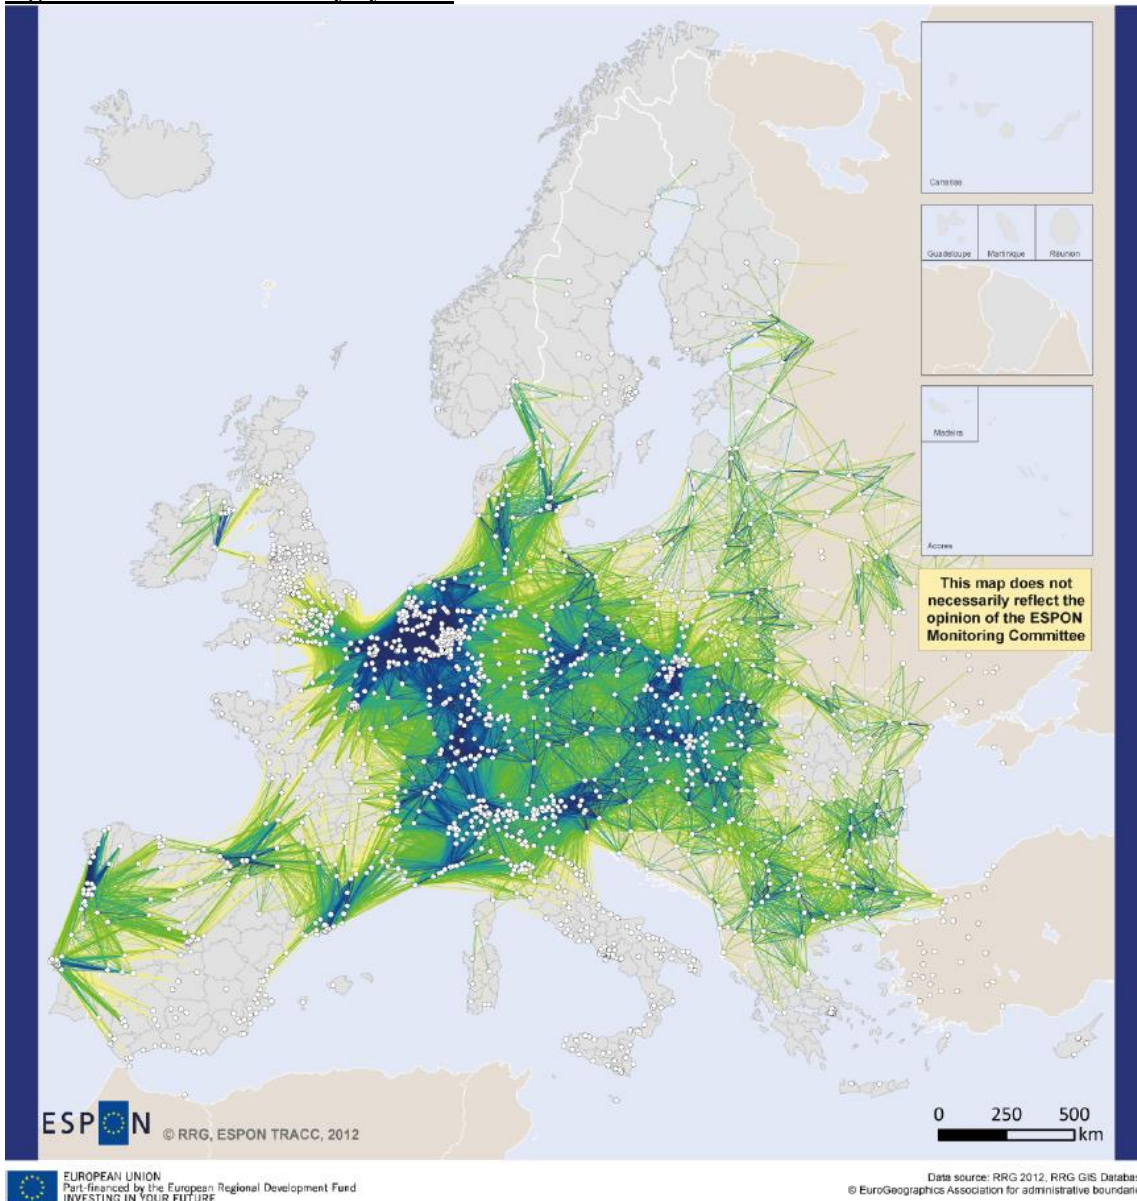 Canarias
Guadeloupe
Martinique
Réunion
Madeira
Acores
This map does not
necessarily reflect the
opinion of the ESPON
Monitoring Committee
ESPON
© RRG, ESPON TRACC, 2012
0 250 500
km
EUROPEAN UNION
Part-financed by the European Regional Development Fund
INVESTING IN YOUR FUTURE
Data source: RRG 2012, RRG GIS Databas
© EuroGeographics Association for administrative boundari